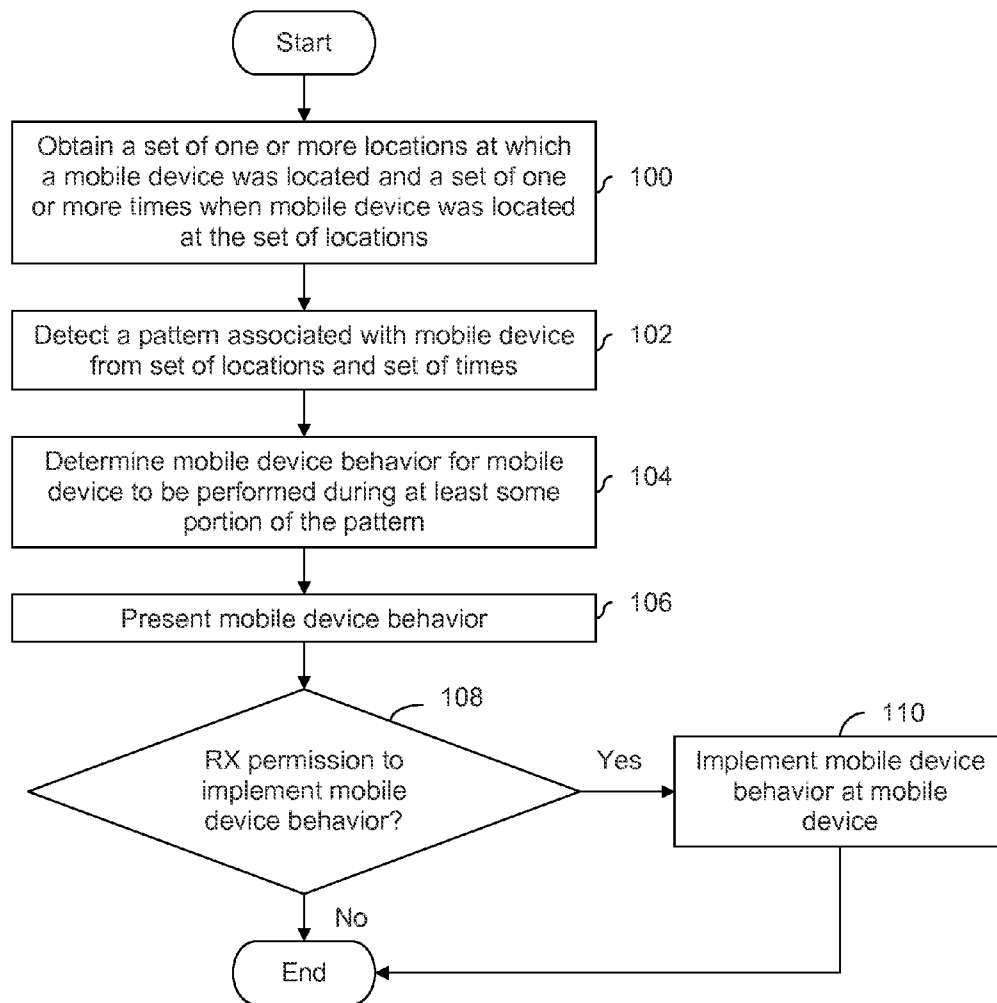 Start
Obtain a set of one or more locations at which
a mobile device was located and a set of one
or more times when mobile device was located
at the set of locations
100
Detect a pattern associated with mobile device
from set of locations and set of times
102
Determine mobile device behavior for mobile
device to be performed during at least some
portion of the pattern
104
Present mobile device behavior
106
108
RX permission to
implement mobile
device behavior?
Yes
110
Implement mobile device
behavior at mobile
device
No
End